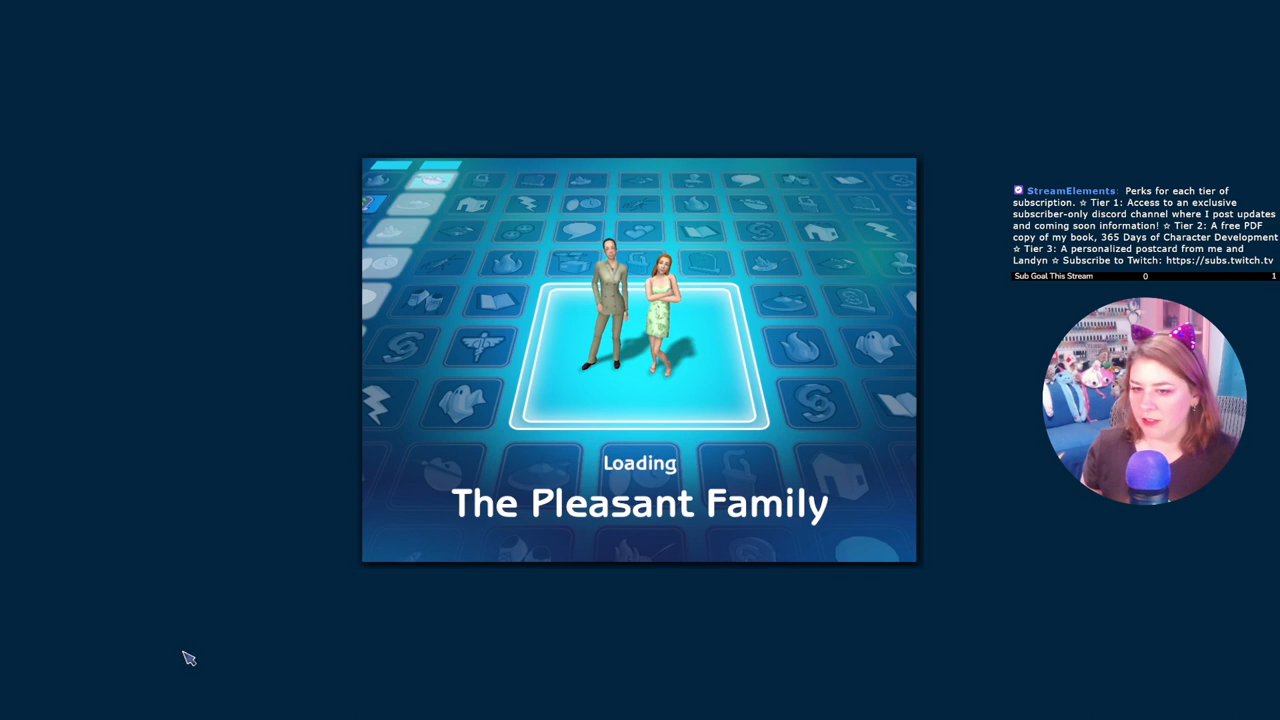 StreamElements: Perks for each tier of
subscription. ☆ Tier 1: Access to an exclusive
subscriber-only discord channel where I post updates
and coming soon information! ☆ Tier 2: A free PDF
copy of my book, 365 Days of Character Development
☆ Tier 3: A personalized postcard from me and
Landyn ☆ Subscribe to Twitch: https://subs.twitch.tv
Sub Goal This Stream 0 1
Loading
The Pleasant Family